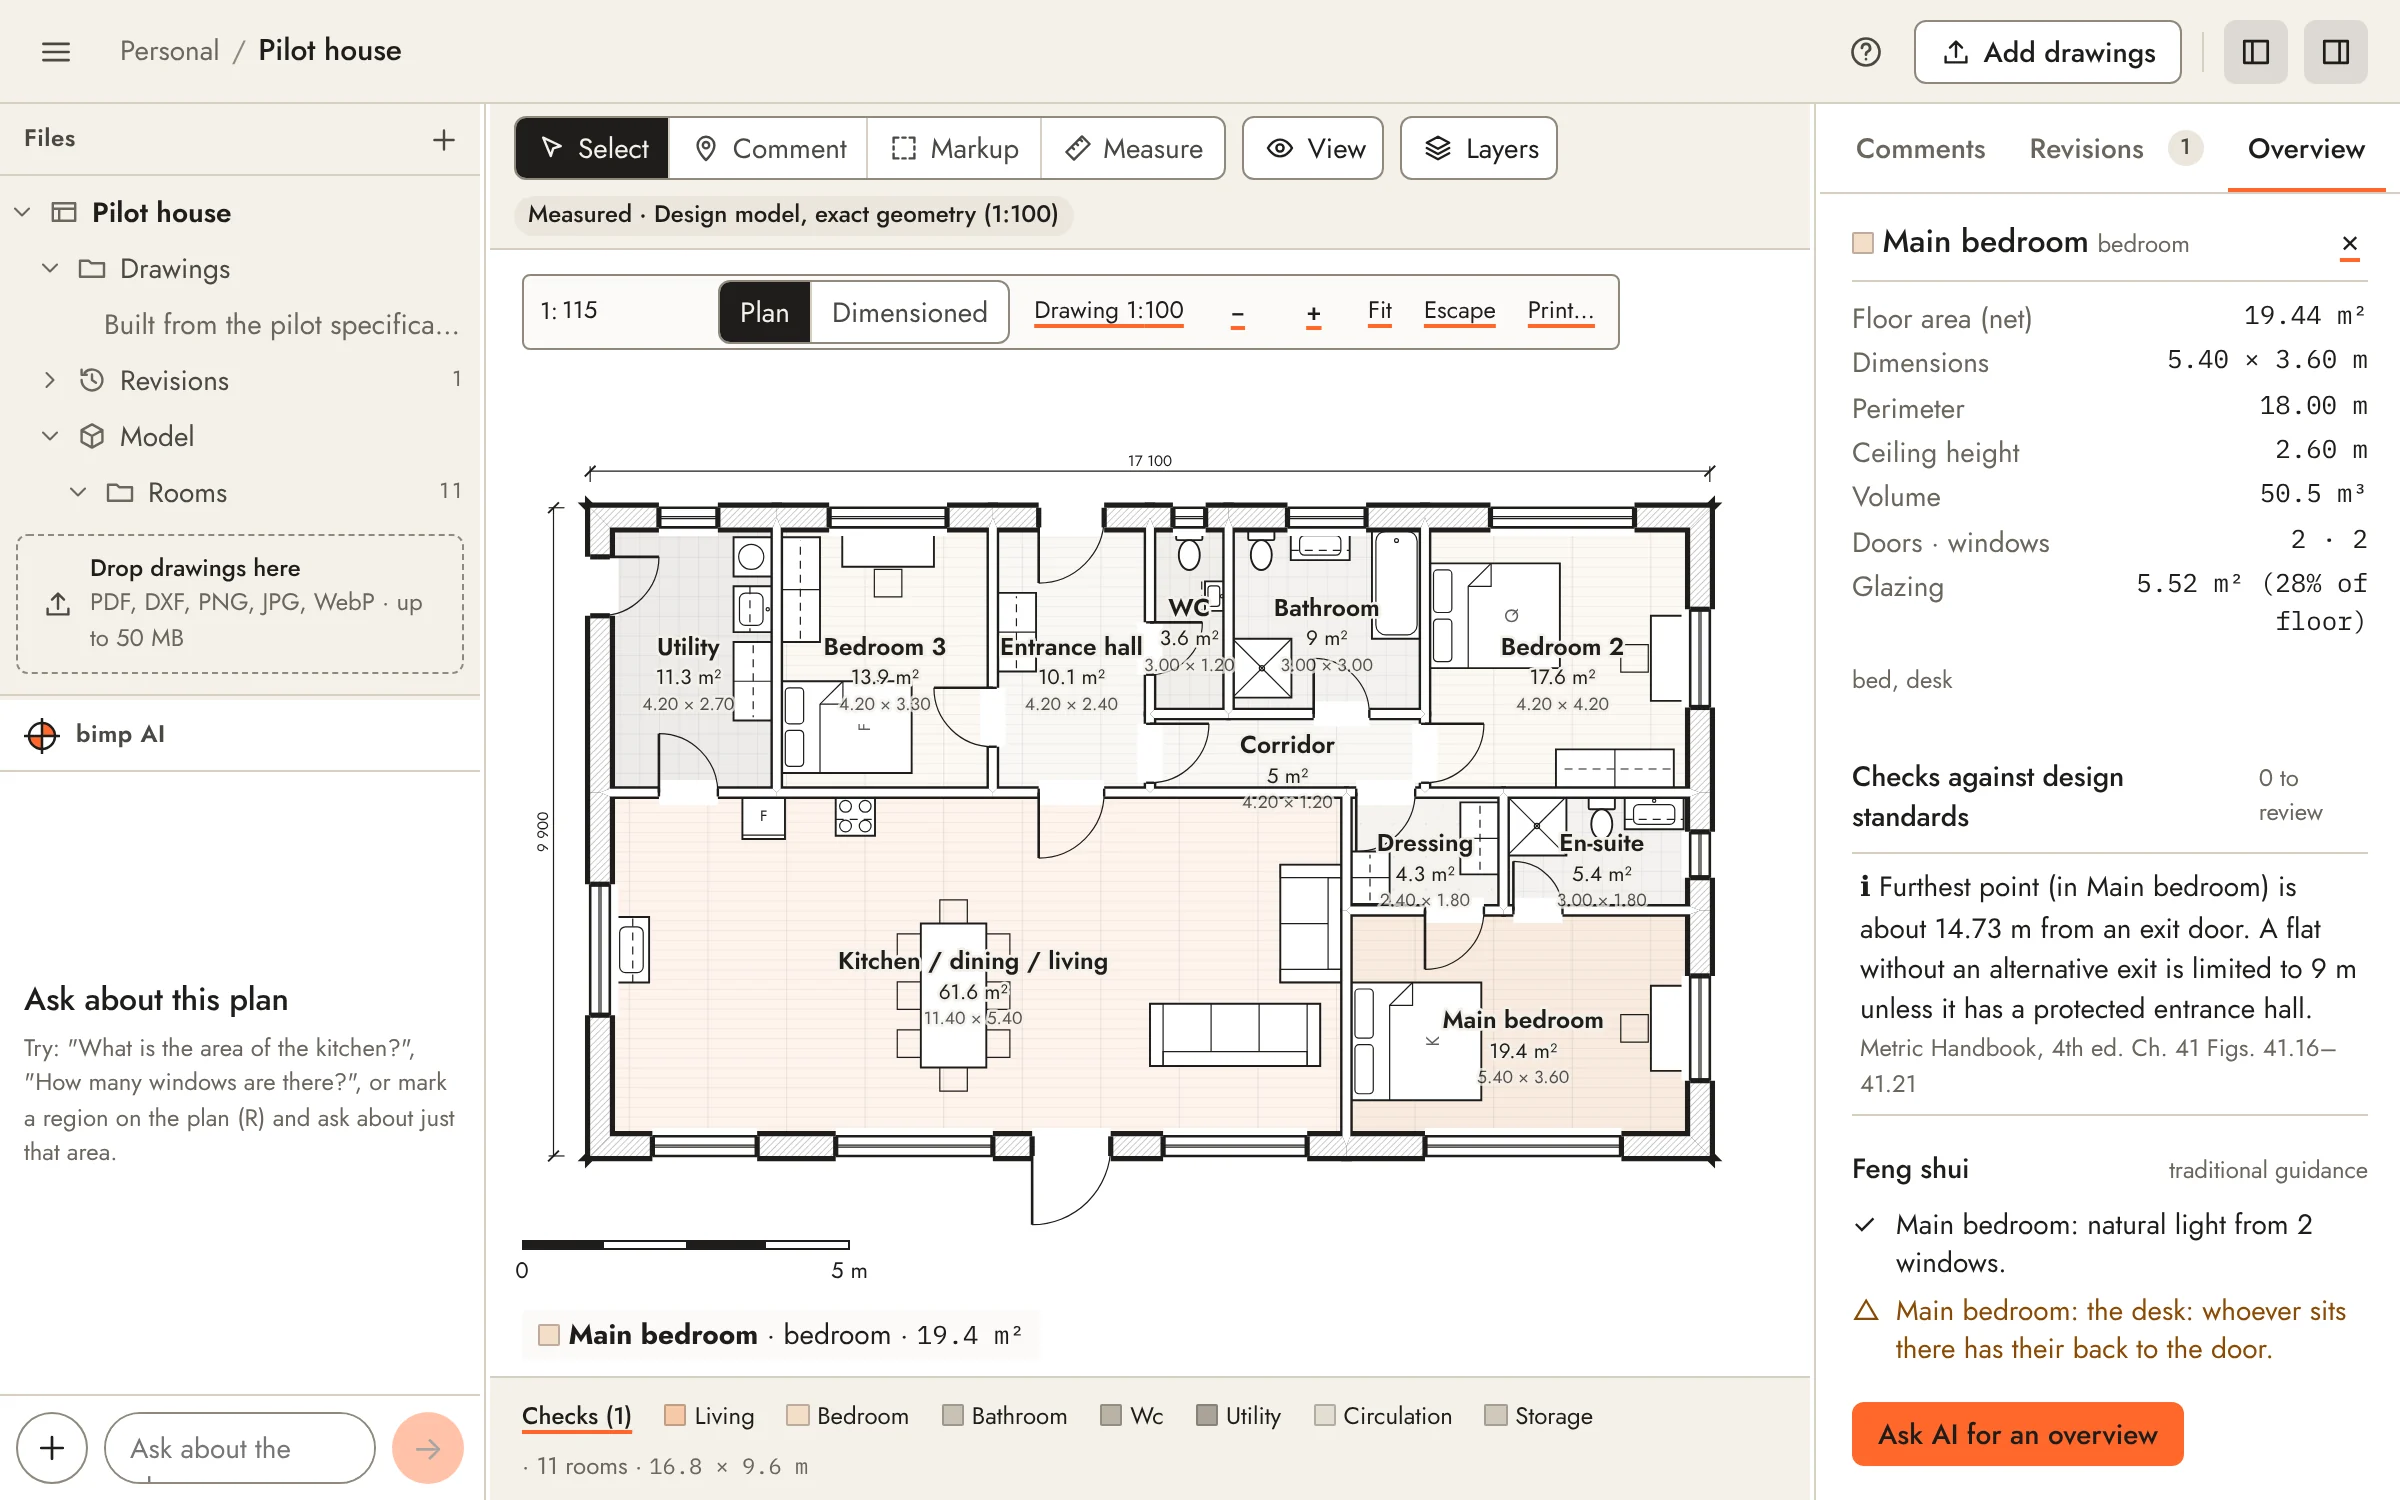 Personal / Pilot house
Add drawings
Files
Pilot house
Drawings
Built from the pilot specifica...
Revisions 1
Model
Rooms 11
Drop drawings here
PDF, DXF, PNG, JPG, WebP · up
to 50 MB
bimp AI
Ask about this plan
Try: "What is the area of the kitchen?",
"How many windows are there?", or mark
a region on the plan (R) and ask about just
that area.
Ask about the
Select
Comment
Markup
Measure
View
Layers
Measured · Design model, exact geometry (1:100)
1:115
Plan
Dimensioned
Drawing 1:100
–
+
Fit
Escape
Print...
17 100
9 900
Utility
11.3 m²
4.20 × 2.70
Bedroom 3
13.9 m²
4.20 × 3.30
F
Entrance hall
10.1 m²
4.20 × 2.40
WC
3.6 m²
3.00 × 1.20
Bathroom
9 m²
3.00 × 3.00
Bedroom 2
17.6 m²
4.20 × 4.20
Q
Corridor
5 m²
4.20 × 1.20
F
Dressing
4.3 m²
2.40 × 1.80
En-suite
5.4 m²
3.00 × 1.80
Kitchen / dining / living
61.6 m²
11.40 × 5.40
Main bedroom
19.4 m²
5.40 × 3.60
K
0 5 m
Main bedroom · bedroom · 19.4 m²
Checks (1) Living Bedroom Bathroom Wc Utility Circulation Storage
· 11 rooms · 16.8 × 9.6 m
Comments
Revisions 1
Overview
Main bedroom bedroom ×
Floor area (net) 19.44 m²
Dimensions 5.40 × 3.60 m
Perimeter 18.00 m
Ceiling height 2.60 m
Volume 50.5 m³
Doors · windows 2 · 2
Glazing 5.52 m² (28% of
floor)
bed, desk
Checks against design
standards
0 to
review
ℹ Furthest point (in Main bedroom) is
about 14.73 m from an exit door. A flat
without an alternative exit is limited to 9 m
unless it has a protected entrance hall.
Metric Handbook, 4th ed. Ch. 41 Figs. 41.16–
41.21
Feng shui traditional guidance
Main bedroom: natural light from 2
windows.
Main bedroom: the desk: whoever sits
there has their back to the door.
Ask AI for an overview